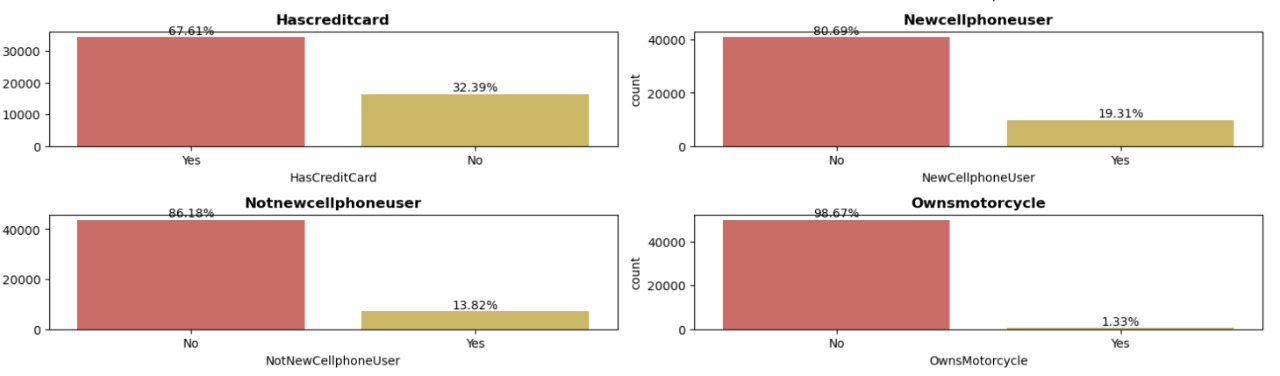 Hascreditcard
67.61%
30000
20000
32.39%
10000
0
Yes
No
HasCreditCard
Newcellphoneuser
80.69%
40000
count
20000
19.31%
0
No
Yes
NewCellphoneUser
Notnewcellphoneuser
86.18%
40000
20000
13.82%
0
No
Yes
NotNewCellphoneUser
Ownsmotorcycle
98.67%
40000
count
20000
1.33%
0
No
Yes
OwnsMotorcycle